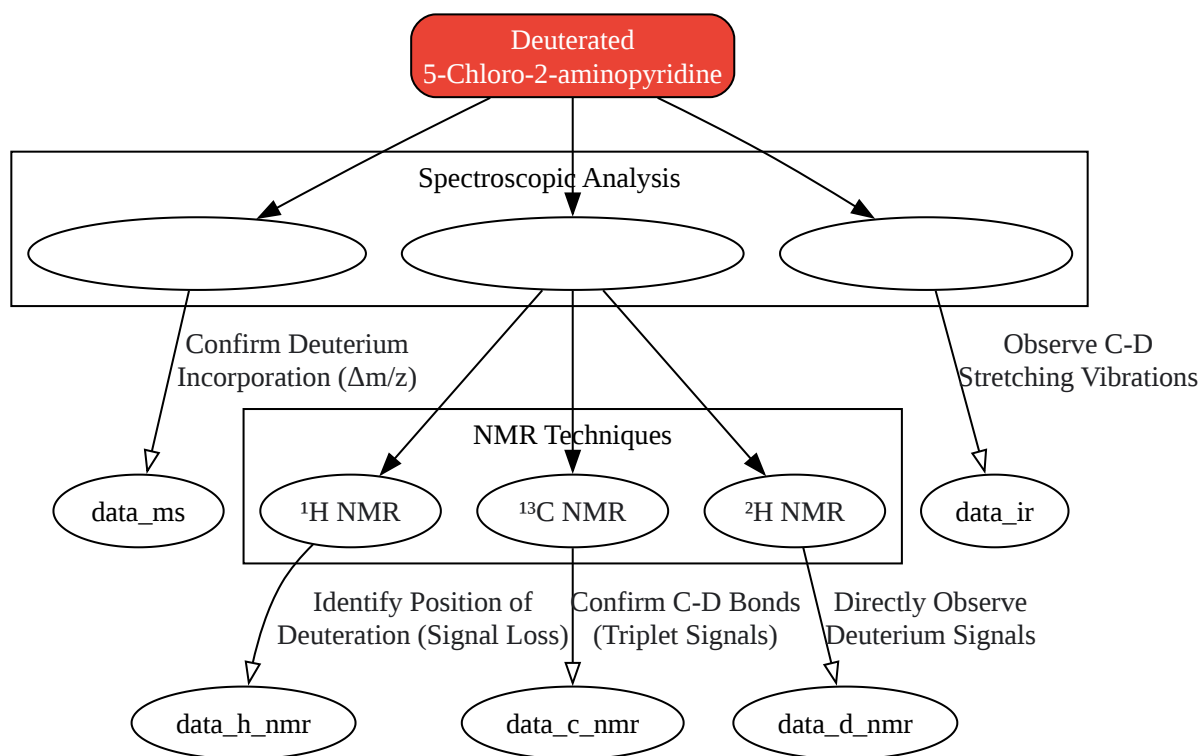 Deuterated
5-Chloro-2-aminopyridine
Spectroscopic Analysis
Confirm Deuterium
Incorporation (Δm/z)
Observe C-D
Stretching Vibrations
NMR Techniques
data_ms
¹H NMR
¹³C NMR
²H NMR
data_ir
Identify Position of
Deuteration (Signal Loss)
Confirm C-D Bonds
(Triplet Signals)
Directly Observe
Deuterium Signals
data_h_nmr
data_c_nmr
data_d_nmr